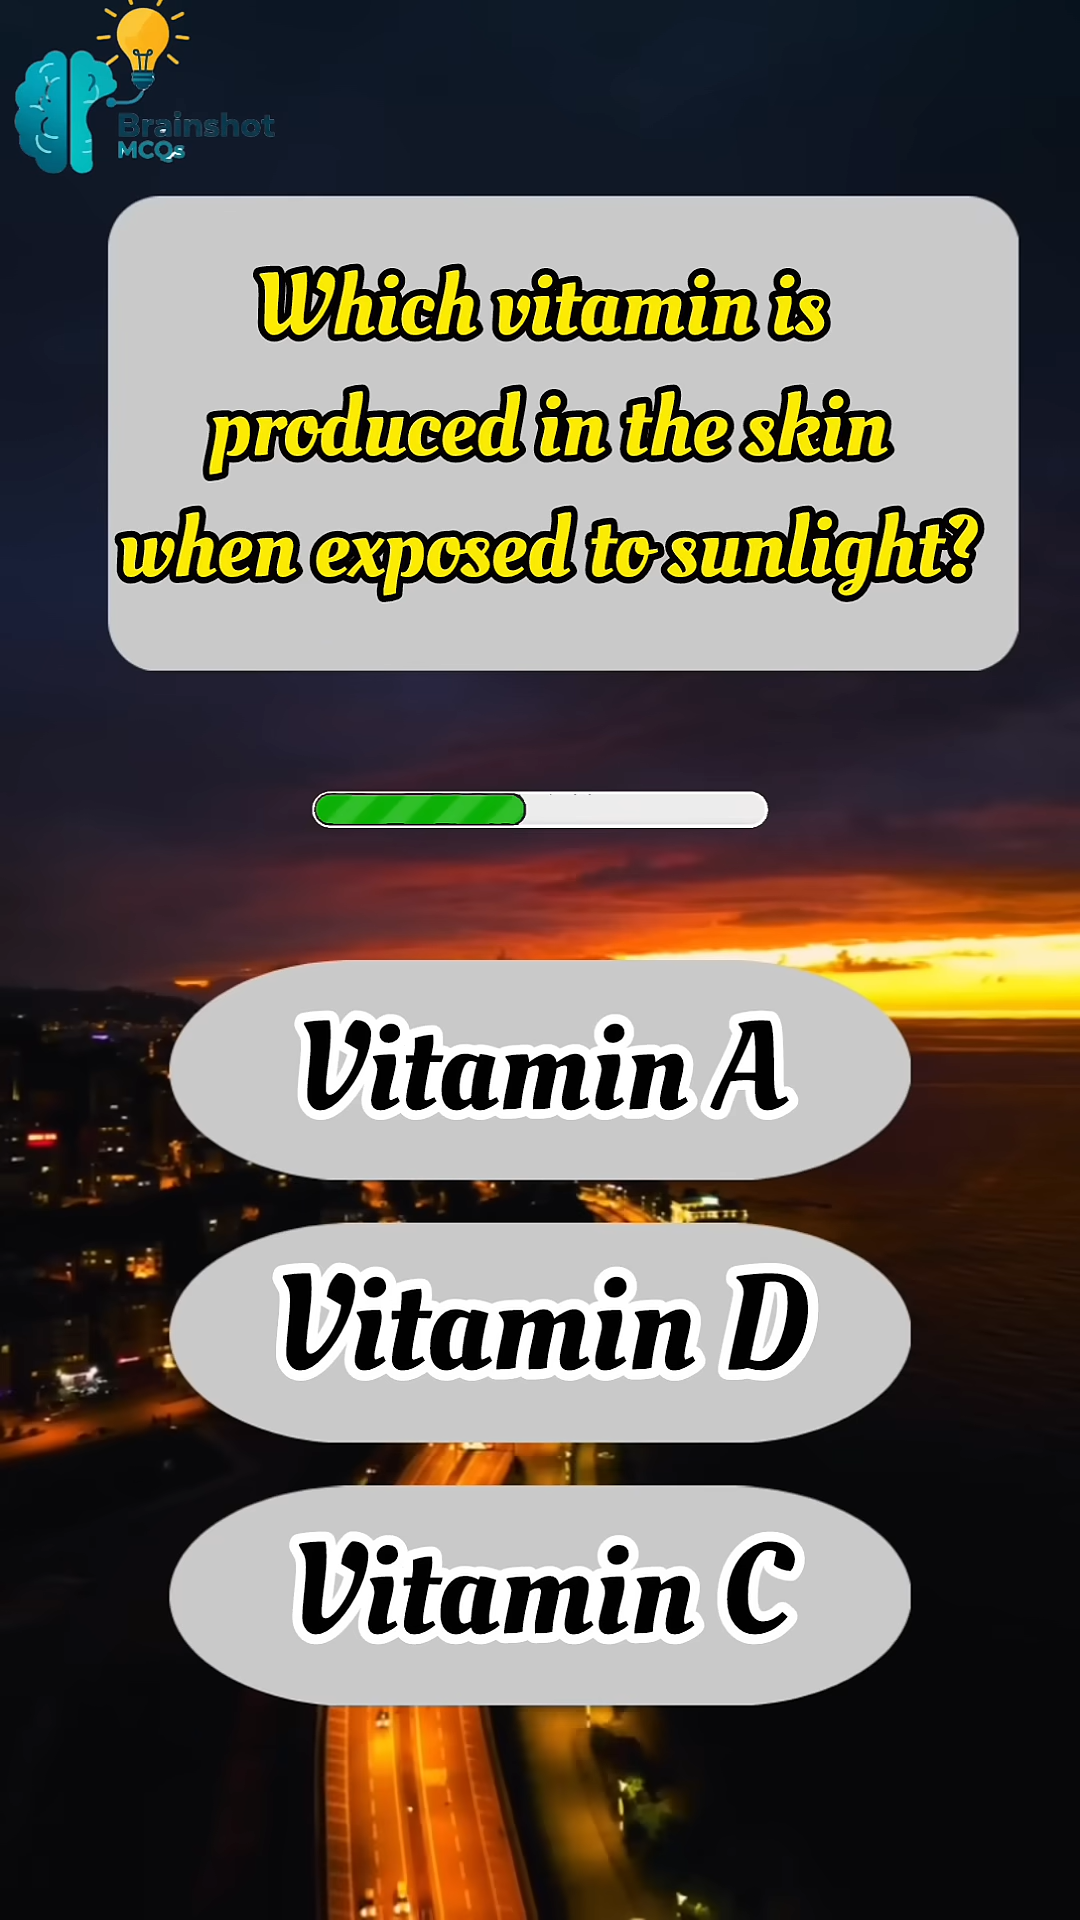 Brainshot
MCQs
Which vitamin is
produced in the skin
when exposed to sunlight?
Vitamin A
Vitamin D
Vitamin C